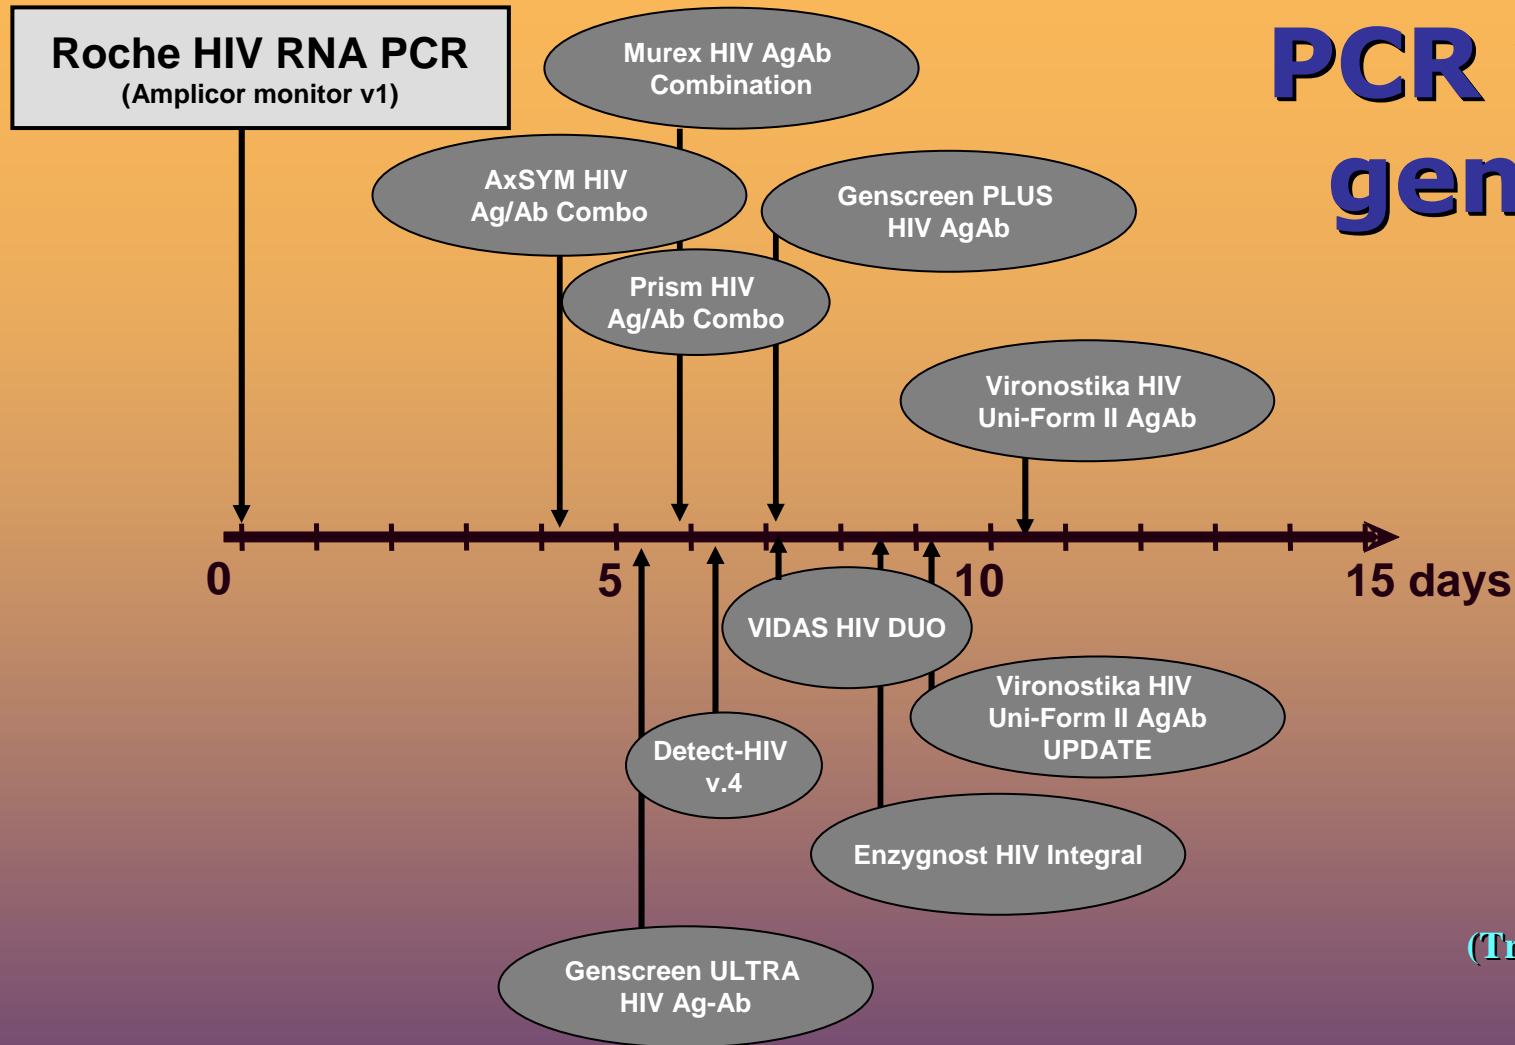 Roche HIV RNA PCR
(Amplicor monitor v1)
Murex HIV AgAb
Combination
PCR
AxSYM HIV
Ag/Ab Combo
Genscreen PLUS
HIV AgAb
Prism HIV
Ag/Ab Combo
Vironostika HIV
Uni-Form II AgAb
0
5
10
15 days
VIDAS HIV DUO
Vironostika HIV
Uni-Form II AgAb
UPDATE
Detect-HIV
v.4
Enzygnost HIV Integral
Genscreen ULTRA
HIV Ag-Ab